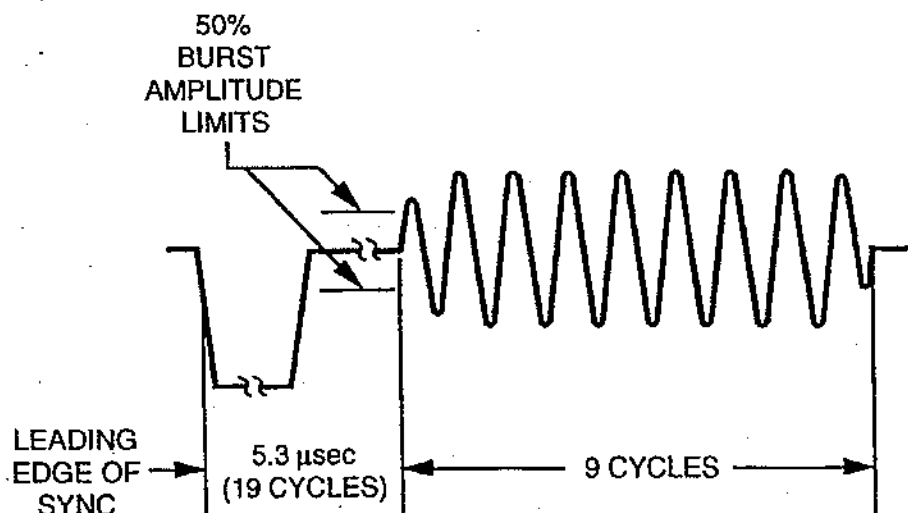 50%
BURST
AMPLITUDE
LIMITS
LEADING
EDGE OF
SYNC
5.3 µsec
(19 CYCLES)
9 CYCLES